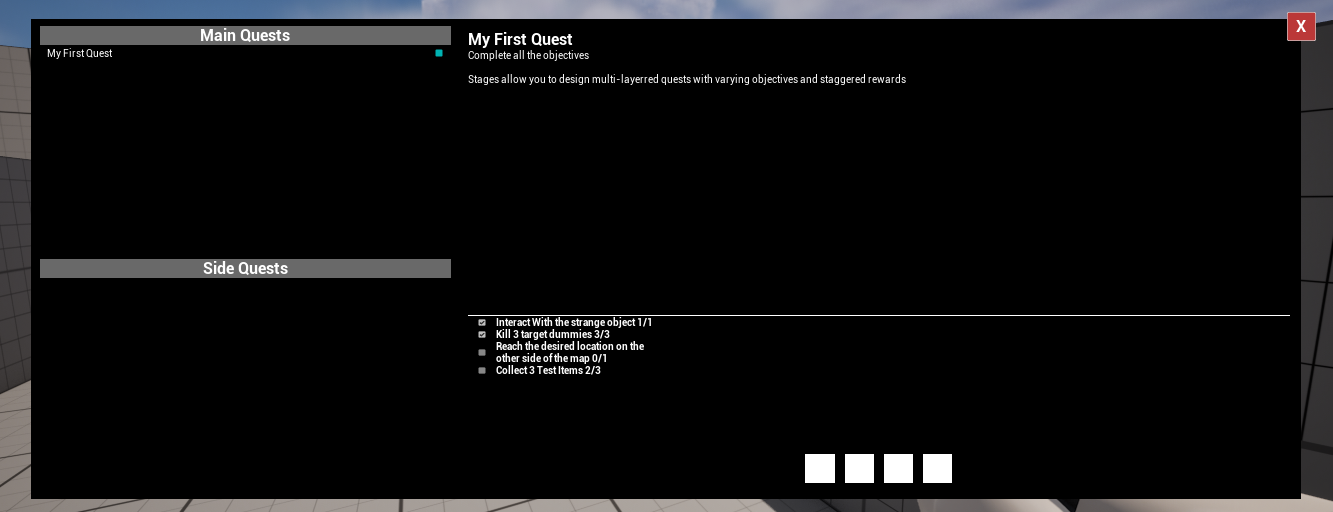 Main Quests
My First Quest
Side Quests
My First Quest
Complete all the objectives
Stages allow you to design multi-layerred quests with varying objectives and staggered rewards
Interact With the strange object 1/1
Kill 3 target dummies 3/3
Reach the desired location on the
other side of the map 0/1
Collect 3 Test Items 2/3
X